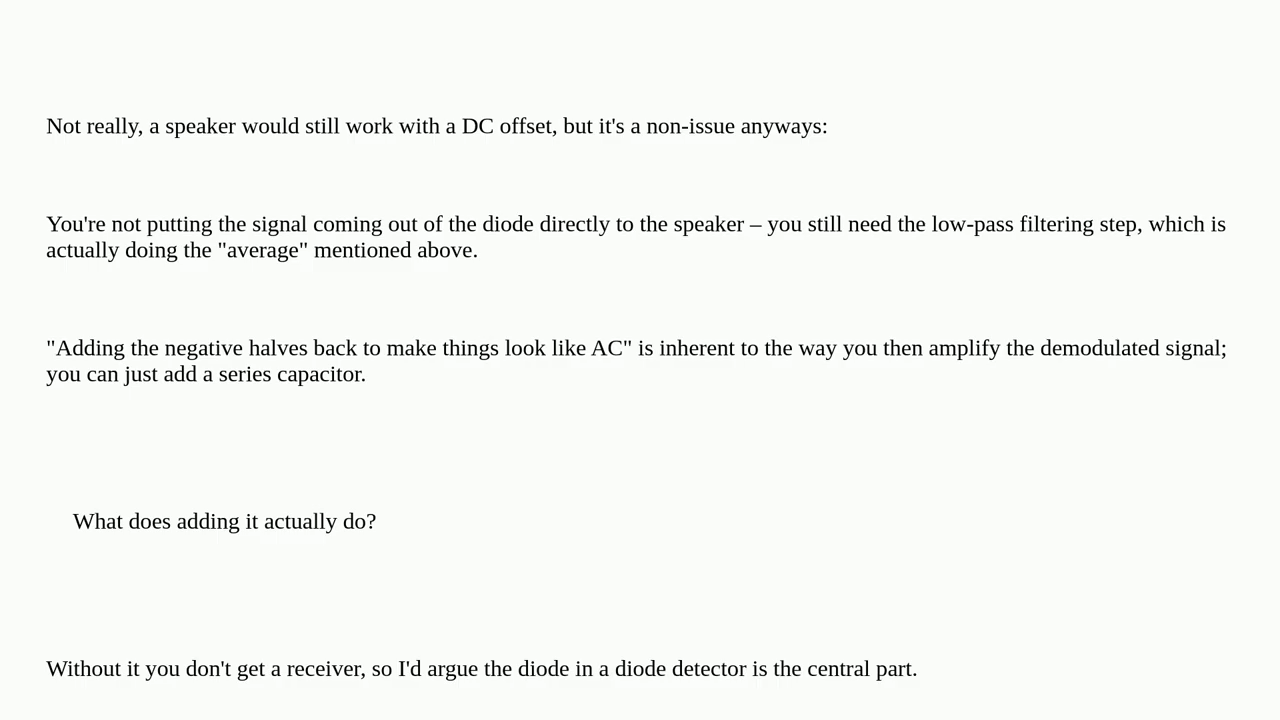 Not really, a speaker would still work with a DC offset, but it's a non-issue anyways:
You're not putting the signal coming out of the diode directly to the speaker – you still need the low-pass filtering step, which is
actually doing the "average" mentioned above.
"Adding the negative halves back to make things look like AC" is inherent to the way you then amplify the demodulated signal;
you can just add a series capacitor.
What does adding it actually do?
Without it you don't get a receiver, so I'd argue the diode in a diode detector is the central part.